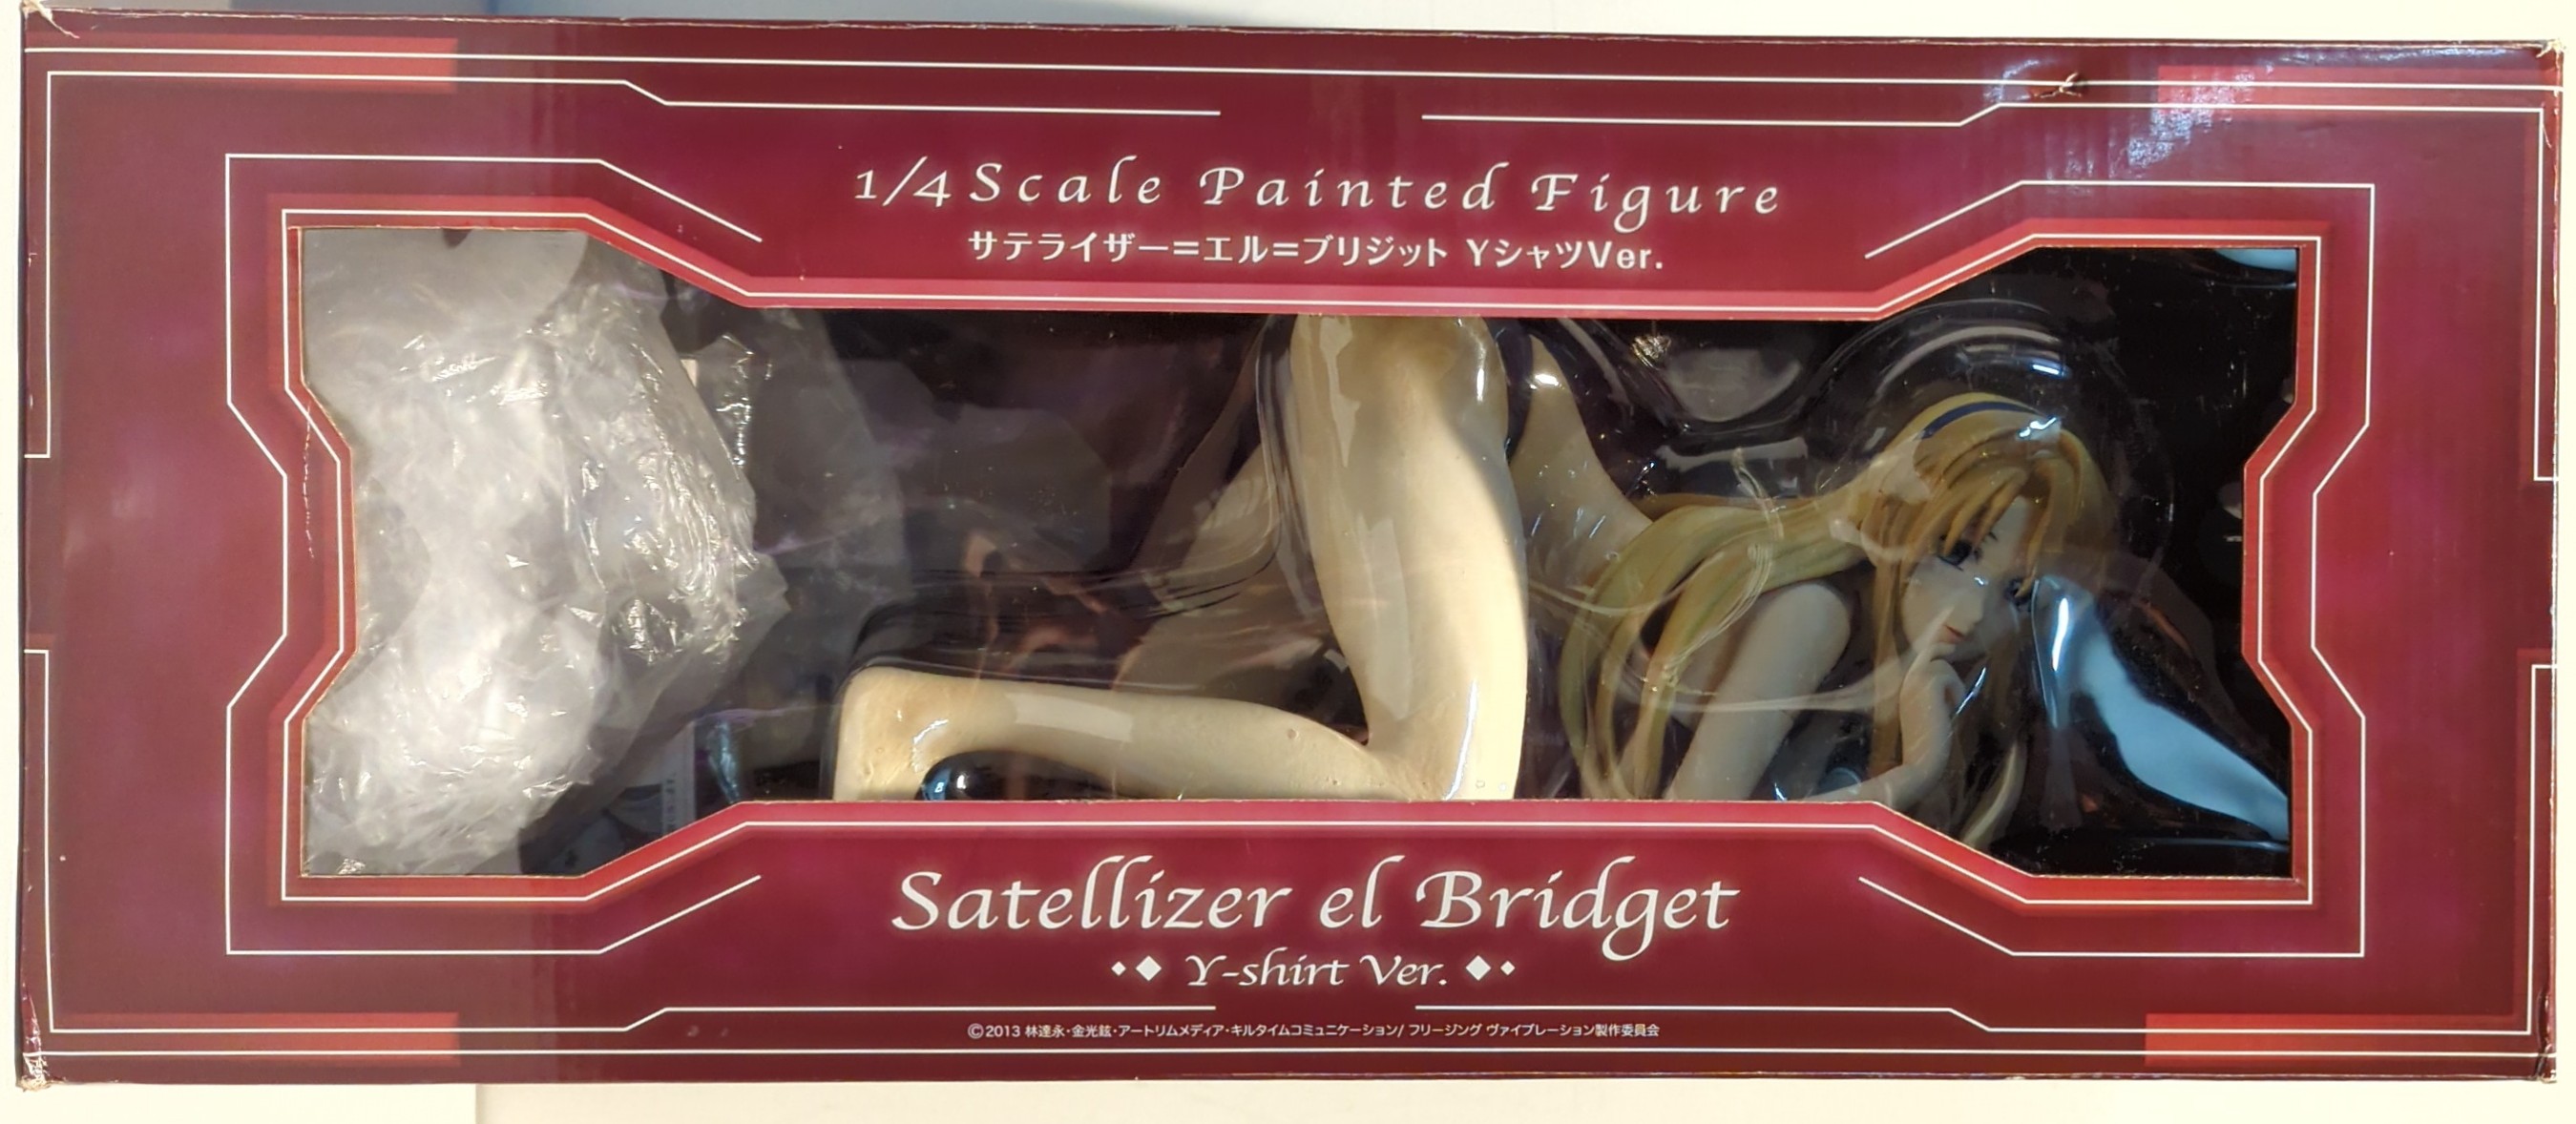 1/4 Scale Painted Figure
サテライザー=エル=ブリジット YシャツVer.
Satellizer el Bridget
Y-shirt Ver.
©2013 林達永・金光鉉・アートリムメディア・キルタイムコミュニケーション/ フリージング ヴァイブレーション製作委員会